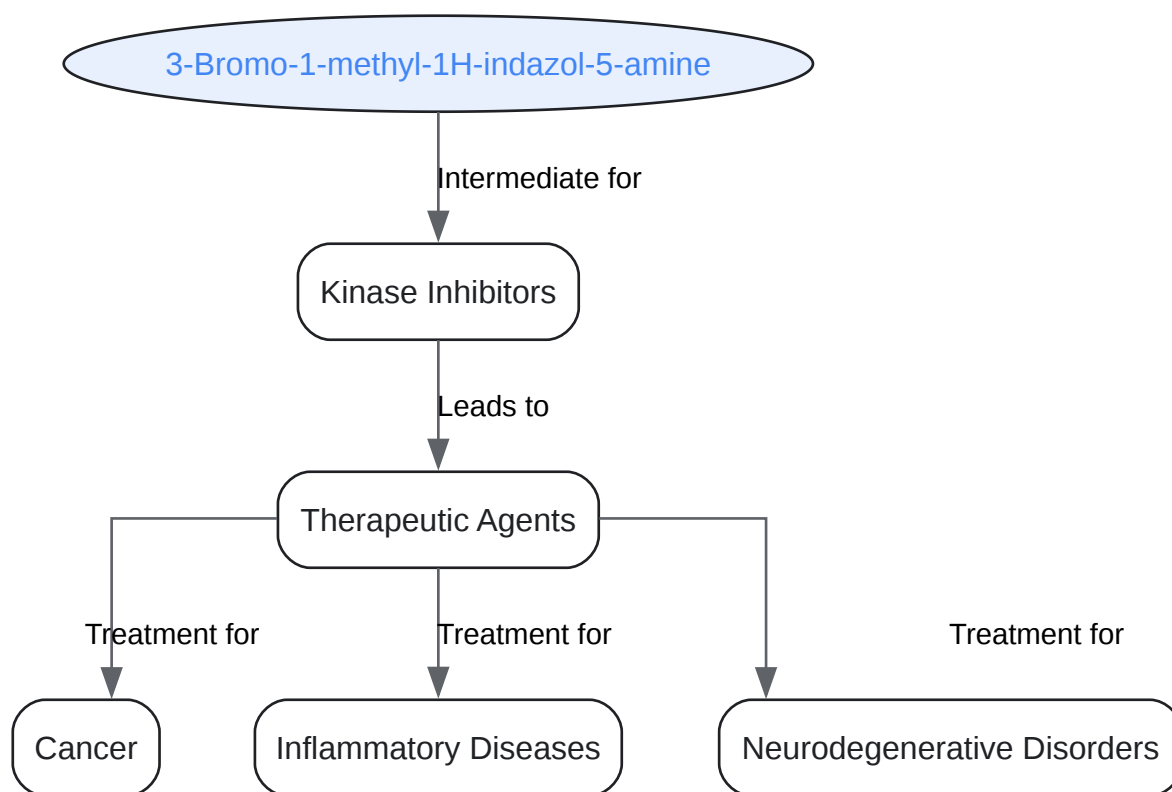 3-Bromo-1-methyl-1H-indazol-5-amine
Intermediate for
Kinase Inhibitors
Leads to
Therapeutic Agents
Treatment for
Treatment for
Treatment for
Cancer
Inflammatory Diseases
Neurodegenerative Disorders